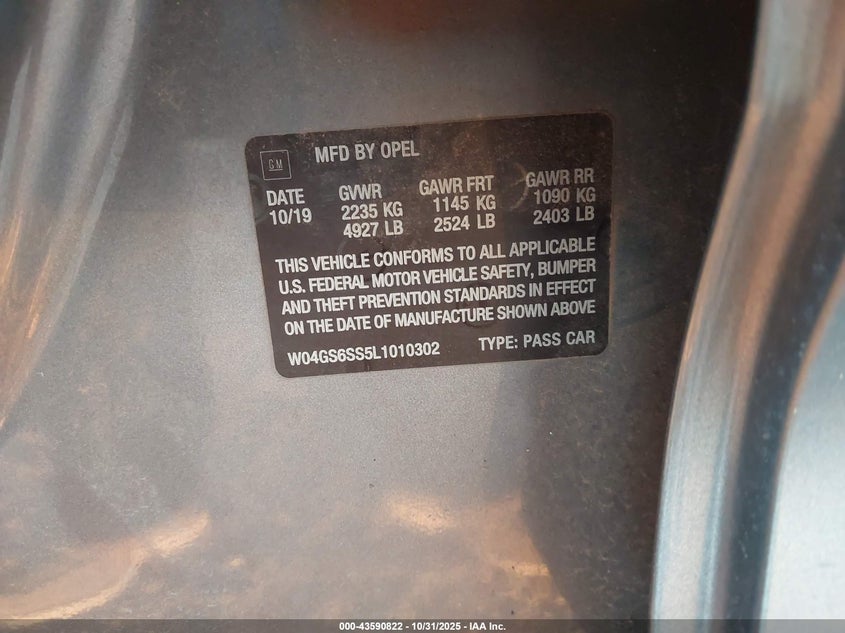 GM
MFD BY OPEL
DATE GVWR GAWR FRT GAWR RR
10/19 2235 KG 1145 KG 1090 KG
4927 LB 2524 LB 2403 LB
THIS VEHICLE CONFORMS TO ALL APPLICABLE
U.S. FEDERAL MOTOR VEHICLE SAFETY, BUMPER
AND THEFT PREVENTION STANDARDS IN EFFECT
ON THE DATE OF MANUFACTURE SHOWN ABOVE
W04GS6SS5L1010302 TYPE: PASS CAR
000-43590822 - 10/31/2025 - IAA Inc.